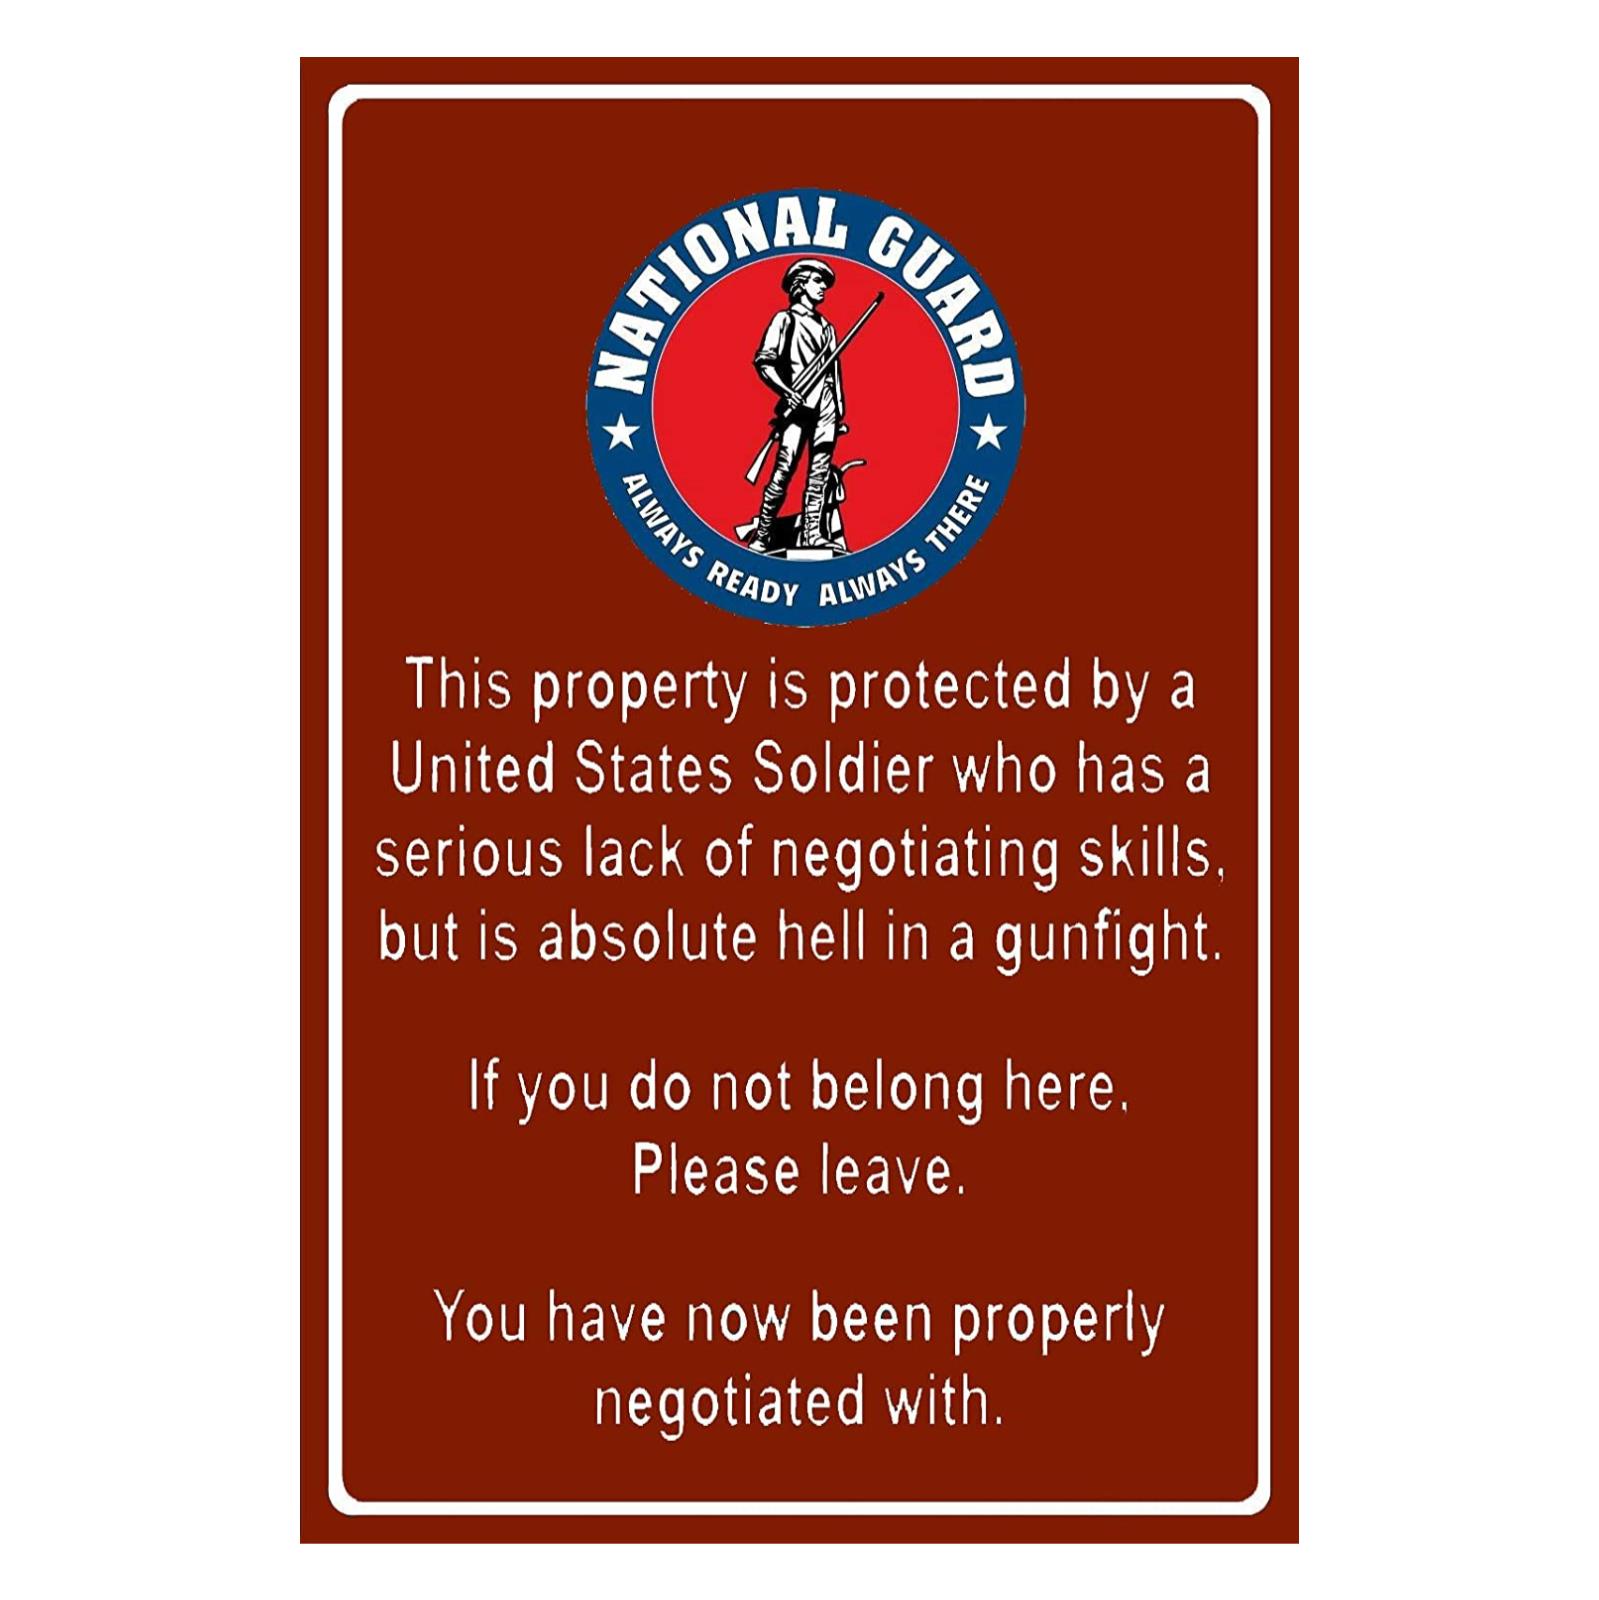 NATIONAL GUARD
ALWAYS READY ALWAYS THERE
This property is protected by a
United States Soldier who has a
serious lack of negotiating skills,
but is absolute hell in a gunfight.
If you do not belong here,
Please leave.
You have now been properly
negotiated with.